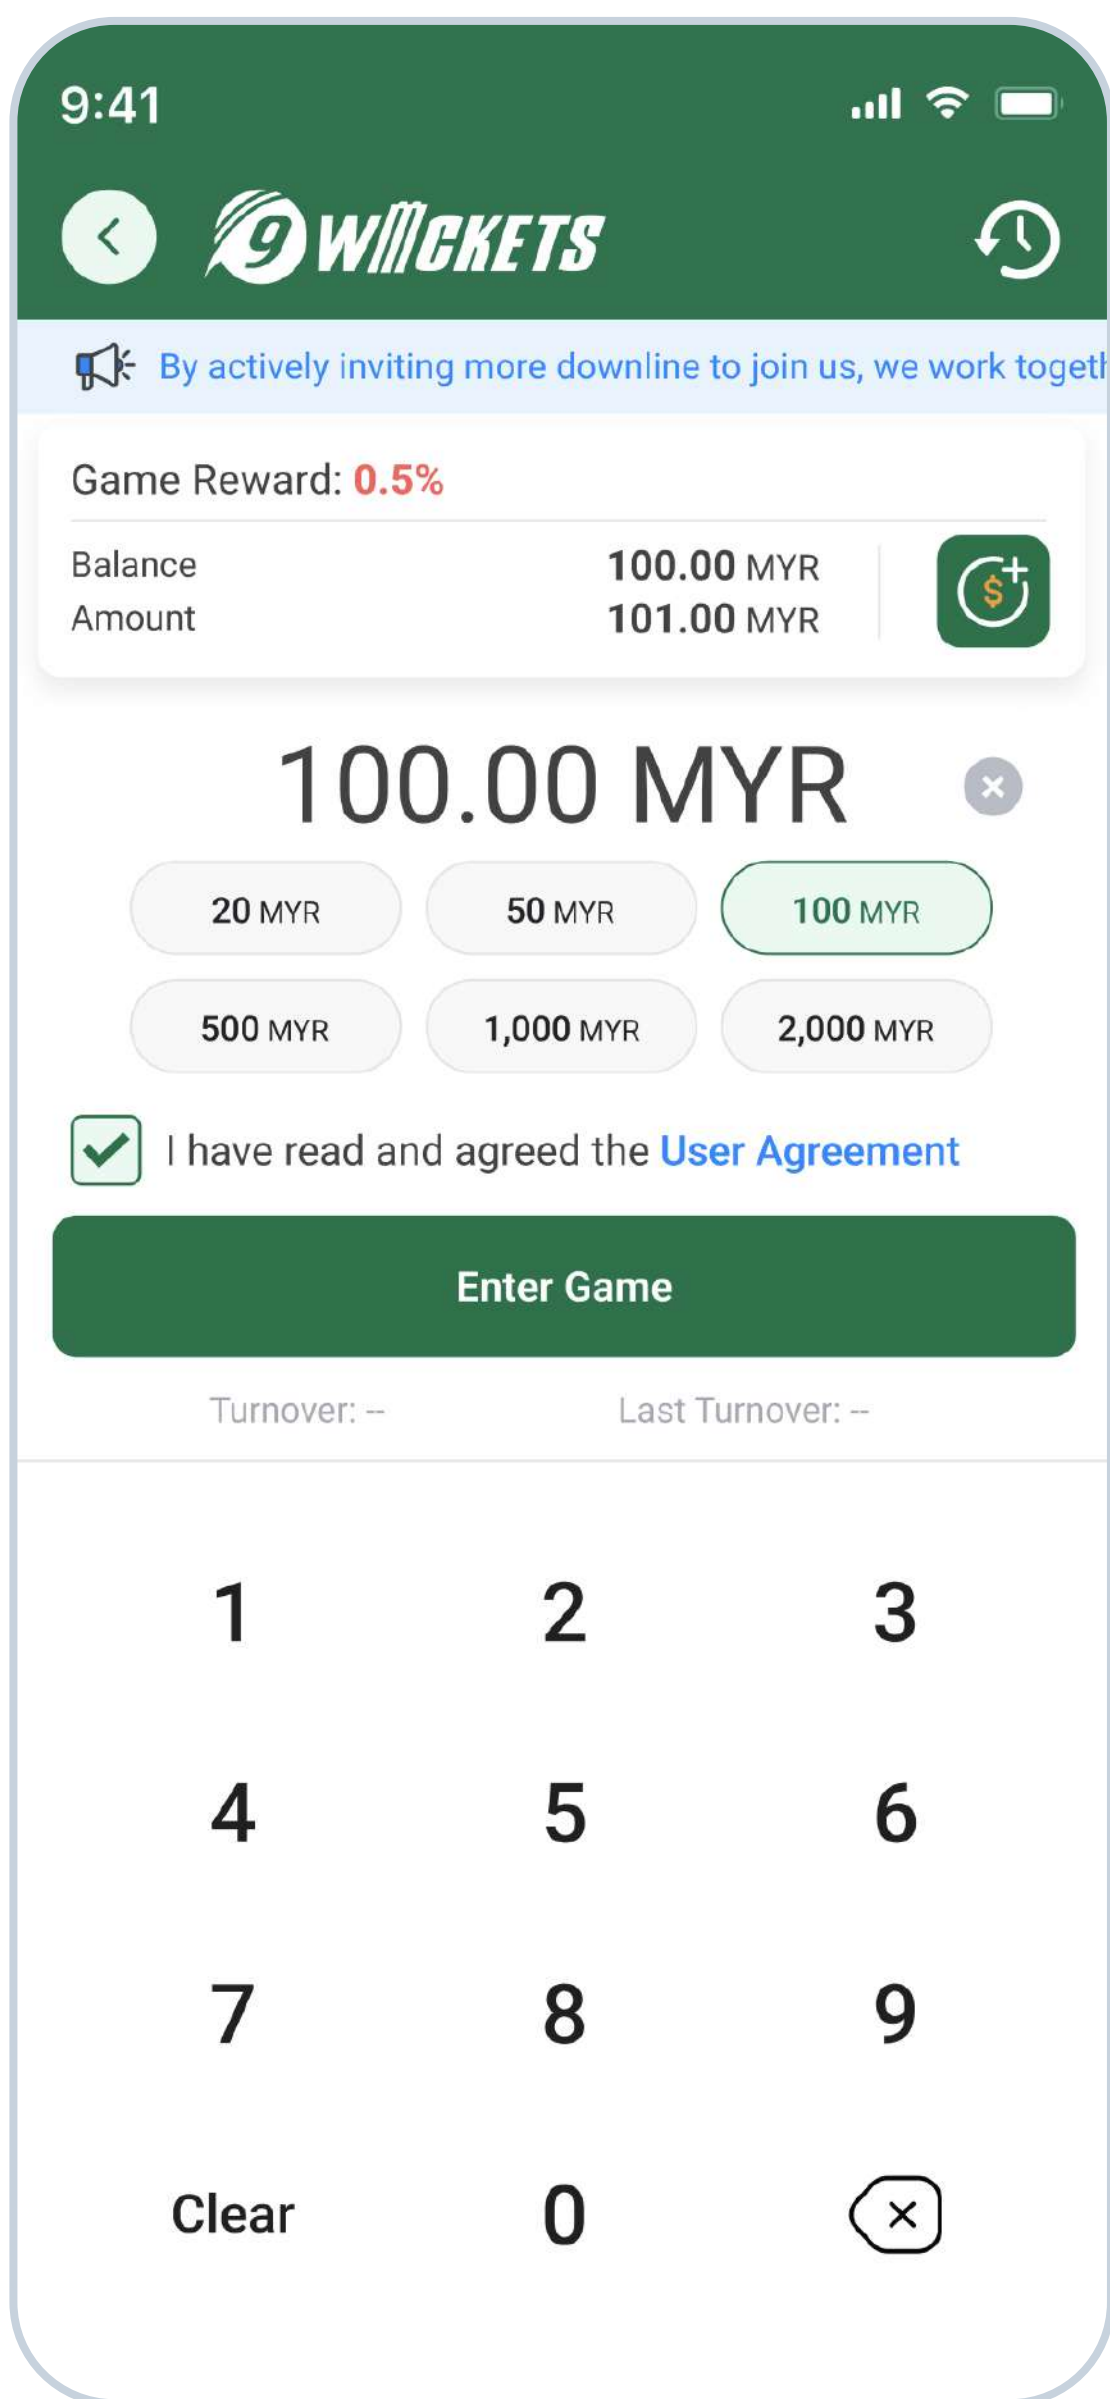 9:41
9 WICKETS
By actively inviting more downline to join us, we work
Game Reward: 0.5%
Balance 100.00 MYR
Amount 101.00 MYR
$+
100.00 MYR
20 MYR 50 MYR 100 MYR
500 MYR 1,000 MYR 2,000 MYR
I have read and agreed the User Agreement
Enter Game
Turnover: -- Last Turnover: --
1 2 3
4 5 6
7 8 9
Clear 0